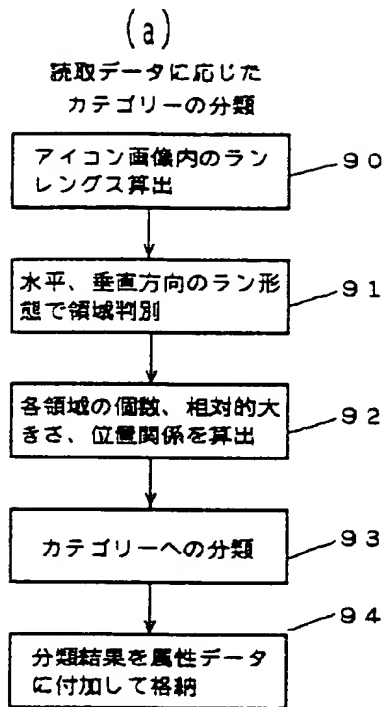 (a)
読取データに応じた
カテゴリーの分類
アイコン画像内のラン
レングス算出
90
水平、垂直方向のラン形
態で領域判別
91
各領域の個数、相対的大
きさ、位置関係を算出
92
カテゴリーへの分類
93
94
分類結果を属性データ
に付加して格納